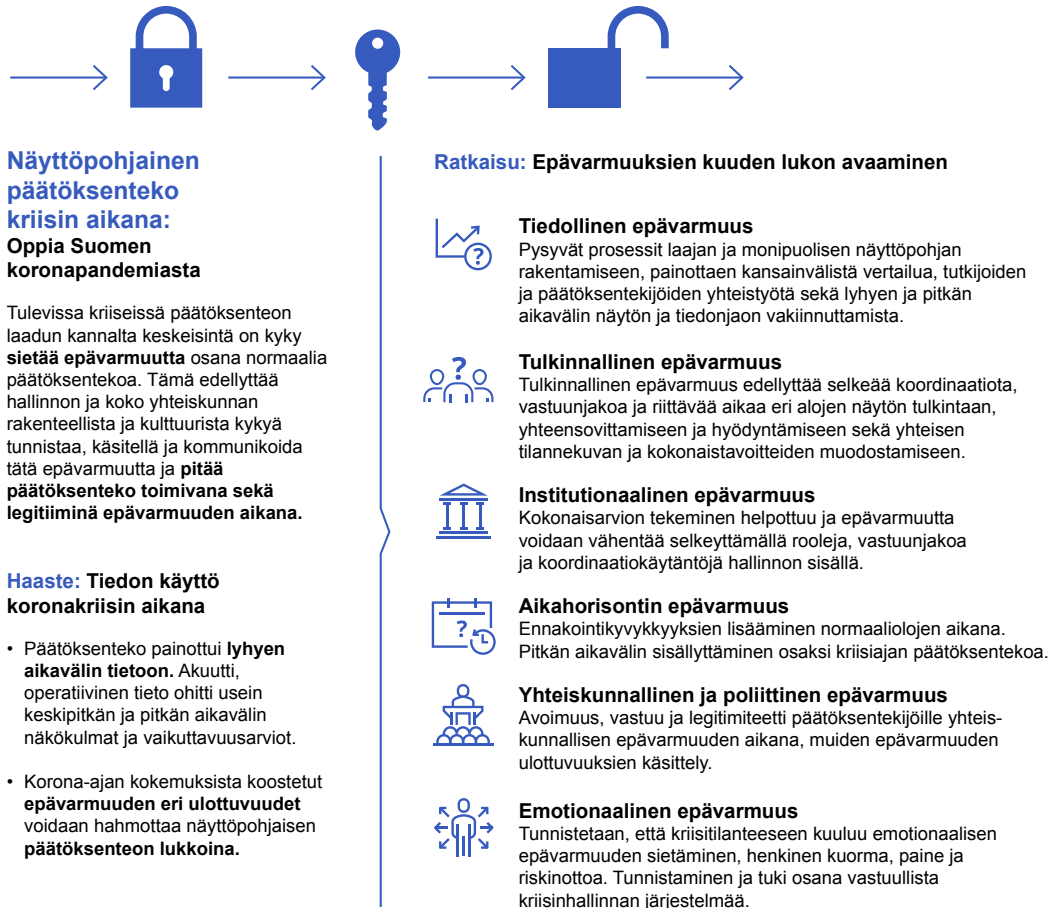 Näyttöpohjainen
päätöksenteko
kriisin aikana:
Oppia Suomen
koronapandemiasta
Tulevissa kriiseissä päätöksenteon
laadun kannalta keskeisintä on kyky
sietää epävarmuutta osana normaalia
päätöksentekoa. Tämä edellyttää
hallinnon ja koko yhteiskunnan
rakenteellista ja kulttuurista kykyä
tunnistaa, käsitellä ja kommunikoida
tätä epävarmuutta ja pitää
päätöksenteko toimivana sekä
legitiiminä epävarmuuden aikana.
Haaste: Tiedon käyttö
koronakriisin aikana
• Päätöksenteko painottui lyhyen
aikavälin tietoon. Akuutti,
operatiivinen tieto ohitti usein
keskipitkän ja pitkän aikavälin
näkökulmat ja vaikuttavuusarviot.
• Korona-ajan kokemuksista koostetut
epävarmuuden eri ulottuvuudet
voidaan hahmottaa näyttöpohjaisen
päätöksenteon lukkoina.
Ratkaisu: Epävarmuuksien kuuden lukon avaaminen
?
Tiedollinen epävarmuus
Pysyvät prosessit laajan ja monipuolisen näyttöpohjan
rakentamiseen, painottaen kansainvälistä vertailua, tutkijoiden
ja päätöksentekijöiden yhteistyötä sekä lyhyen ja pitkän
aikavälin näytön ja tiedonjaon vakiinnuttamista.
?
Tulkinnallinen epävarmuus
Tulkinnallinen epävarmuus edellyttää selkeää koordinaatiota,
vastuunjakoa ja riittävää aikaa eri alojen näytön tulkintaan,
yhteensovittamiseen ja hyödyntämiseen sekä yhteisen
tilannekuvan ja kokonaistavoitteiden muodostamiseen.
Institutionaalinen epävarmuus
Kokonaisarvion tekeminen helpottuu ja epävarmuutta
voidaan vähentää selkeyttämällä rooleja, vastuunjakoa
ja koordinaatiokäytäntöjä hallinnon sisällä.
?
Aikahorisontin epävarmuus
Ennakointikyvykkyyksien lisääminen normaaliolojen aikana.
Pitkän aikavälin sisällyttäminen osaksi kriisiajan päätöksentekoa.
Yhteiskunnallinen ja poliittinen epävarmuus
Avoimuus, vastuu ja legitimiteetti päätöksentekijöille yhteis-
kunnallisen epävarmuuden aikana, muiden epävarmuuden
ulottuvuuksien käsittely.
Emotionaalinen epävarmuus
Tunnistetaan, että kriisitilanteeseen kuuluu emotionaalisen
epävarmuuden sietäminen, henkinen kuorma, paine ja
riskinottoa. Tunnistaminen ja tuki osana vastuullista
kriisinhallinnan järjestelmää.